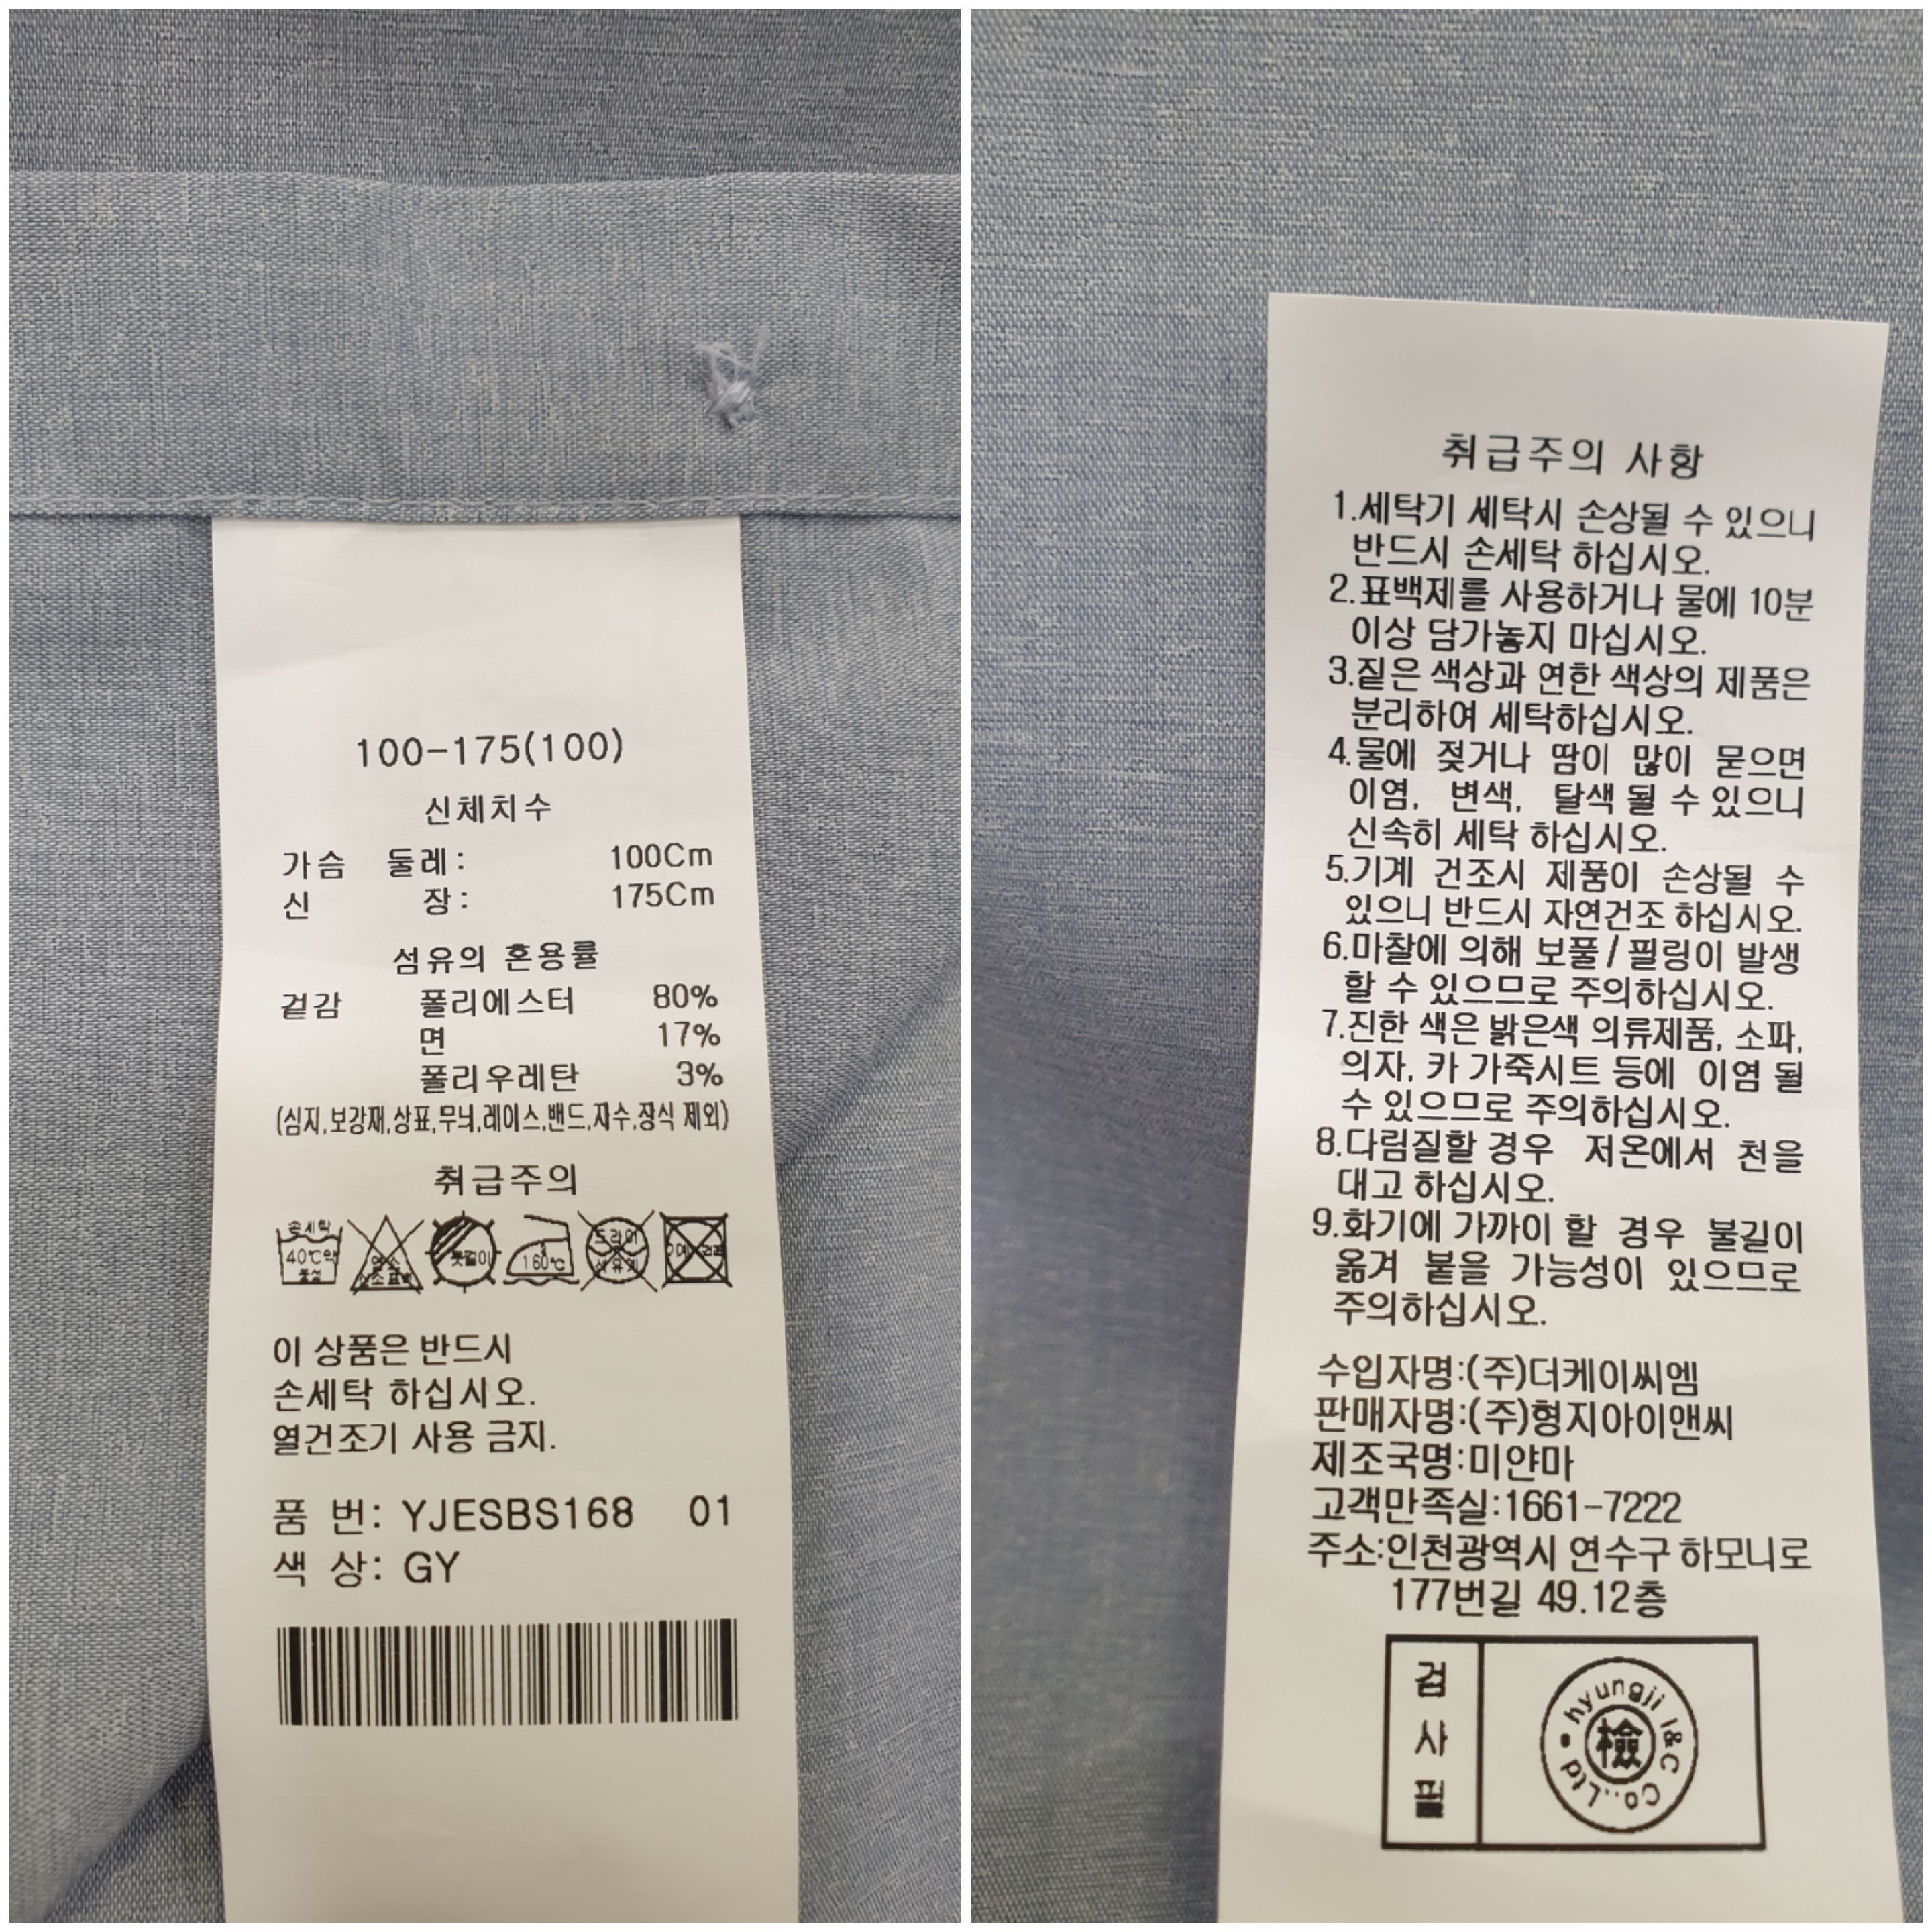 100-175(100)
신체치수
가슴 둘레: 100Cm
신 장: 175Cm
섬유의 혼용률
겉감 폴리에스터 80%
면 17%
폴리우레탄 3%
(심지,보강재,상표,무늬,레이스,밴드,자수,장식 제외)
취급주의
손세탁
40℃약
중성
염소
산소표백
옷걸이
160℃
드라이
석유계
이 상품은 반드시
손세탁 하십시오.
열건조기 사용 금지.
품 번: YJESBS168 01
색 상: GY
취급주의 사항
1.세탁기 세탁시 손상될 수 있으니
반드시 손세탁 하십시오.
2.표백제를 사용하거나 물에 10분
이상 담가놓지 마십시오.
3.짙은 색상과 연한 색상의 제품은
분리하여 세탁하십시오.
4.물에 젖거나 땀이 많이 묻으면
이염, 변색, 탈색 될 수 있으니
신속히 세탁 하십시오.
5.기계 건조시 제품이 손상될 수
있으니 반드시 자연건조 하십시오.
6.마찰에 의해 보풀/필링이 발생
할 수 있으므로 주의하십시오.
7.진한 색은 밝은색 의류제품, 소파,
의자, 카 가죽시트 등에 이염 될
수 있으므로 주의하십시오.
8.다림질할 경우 저온에서 천을
대고 하십시오.
9.화기에 가까이 할 경우 불길이
옮겨 붙을 가능성이 있으므로
주의하십시오.
수입자명:(주)더케이씨엠
판매자명:(주)형지아이앤씨
제조국명:미얀마
고객만족실:1661-7222
주소:인천광역시 연수구 하모니로
177번길 49.12층
검사필
hyungji I&C Co.,Ltd
檢